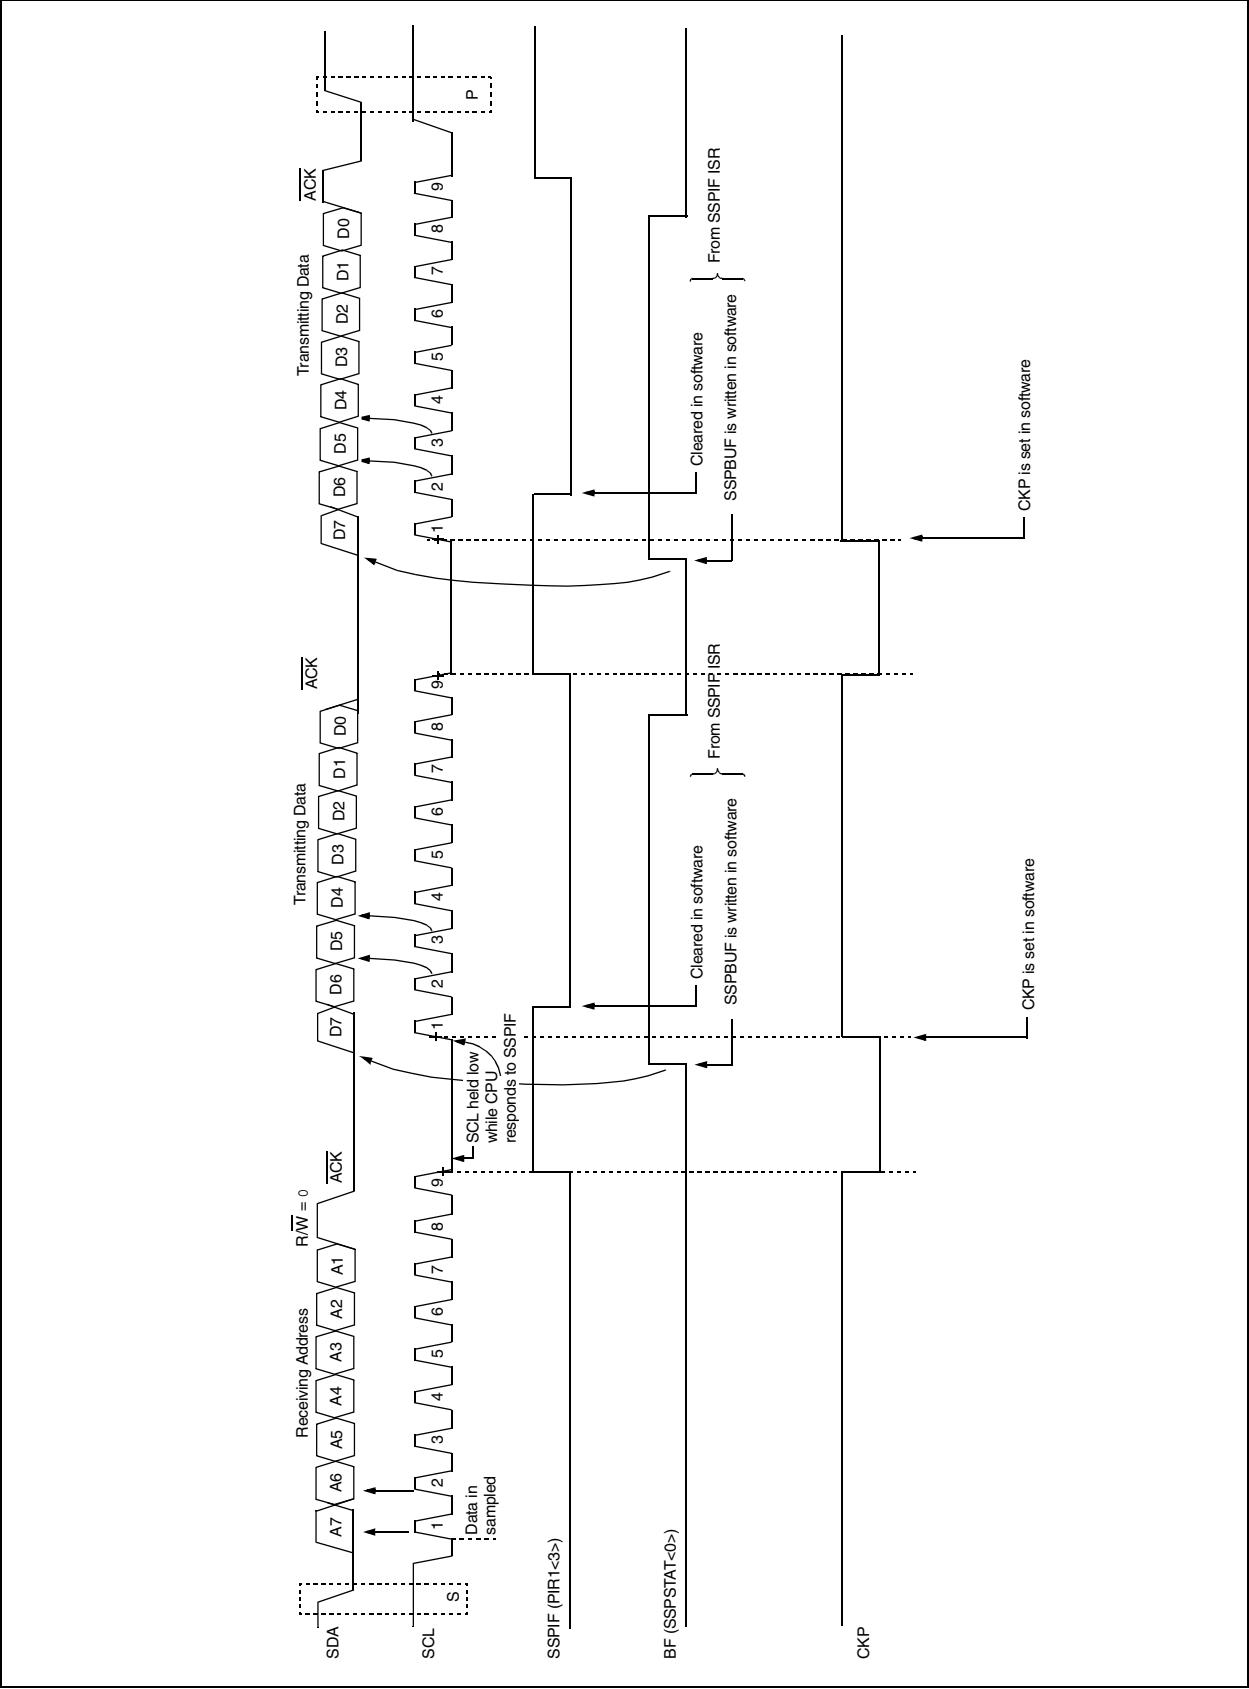 Receiving Address
R/W = 0
ACK
Transmitting Data
ACK
Transmitting Data
ACK
SDA
A7 A6 A5 A4 A3 A2 A1
D7 D6 D5 D4 D3 D2 D1 D0
D7 D6 D5 D4 D3 D2 D1 D0
SCL
S
1 2 3 4 5 6 7 8 9
1 2 3 4 5 6 7 8 9
1 2 3 4 5 6 7 8 9
P
Data in
sampled
SCL held low
while CPU
responds to SSPIF
SSPIF (PIR1<3>)
BF (SSPSTAT<0>)
Cleared in software
SSPBUF is written in software
From SSPIF ISR
Cleared in software
SSPBUF is written in software
From SSPIF ISR
CKP
CKP is set in software
CKP is set in software